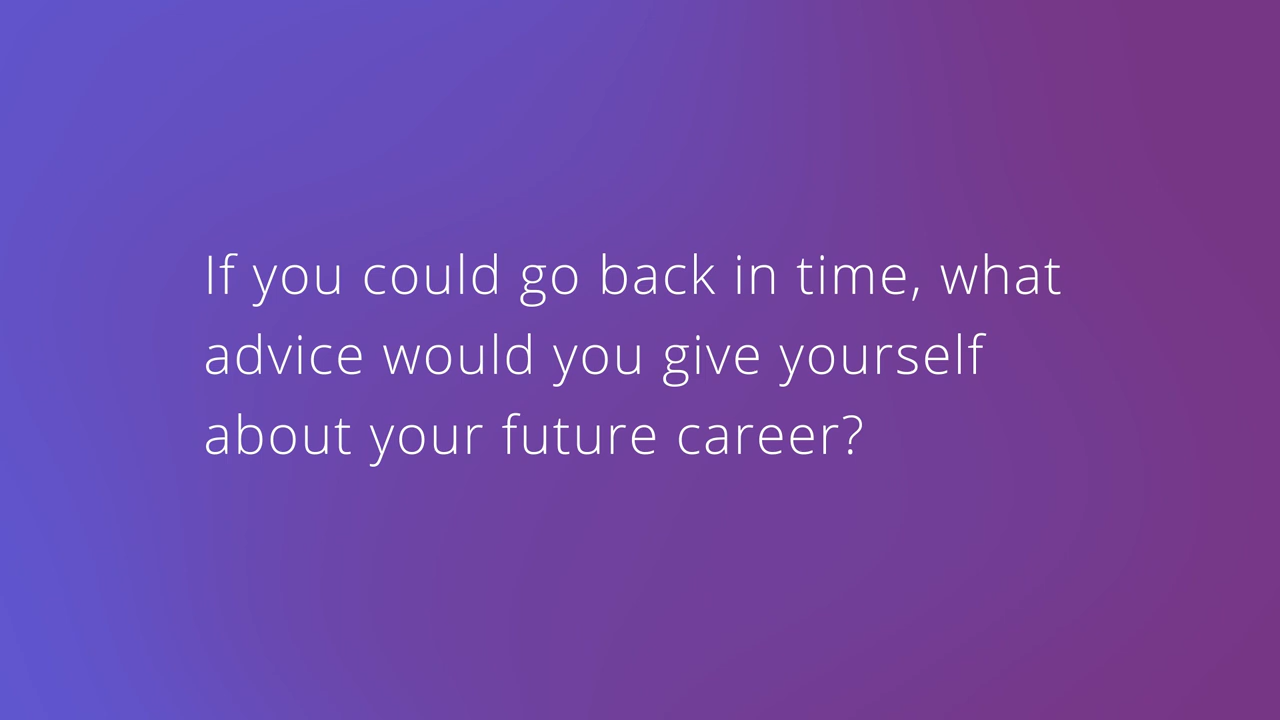 If you could go back in time, what
advice would you give yourself
about your future career?